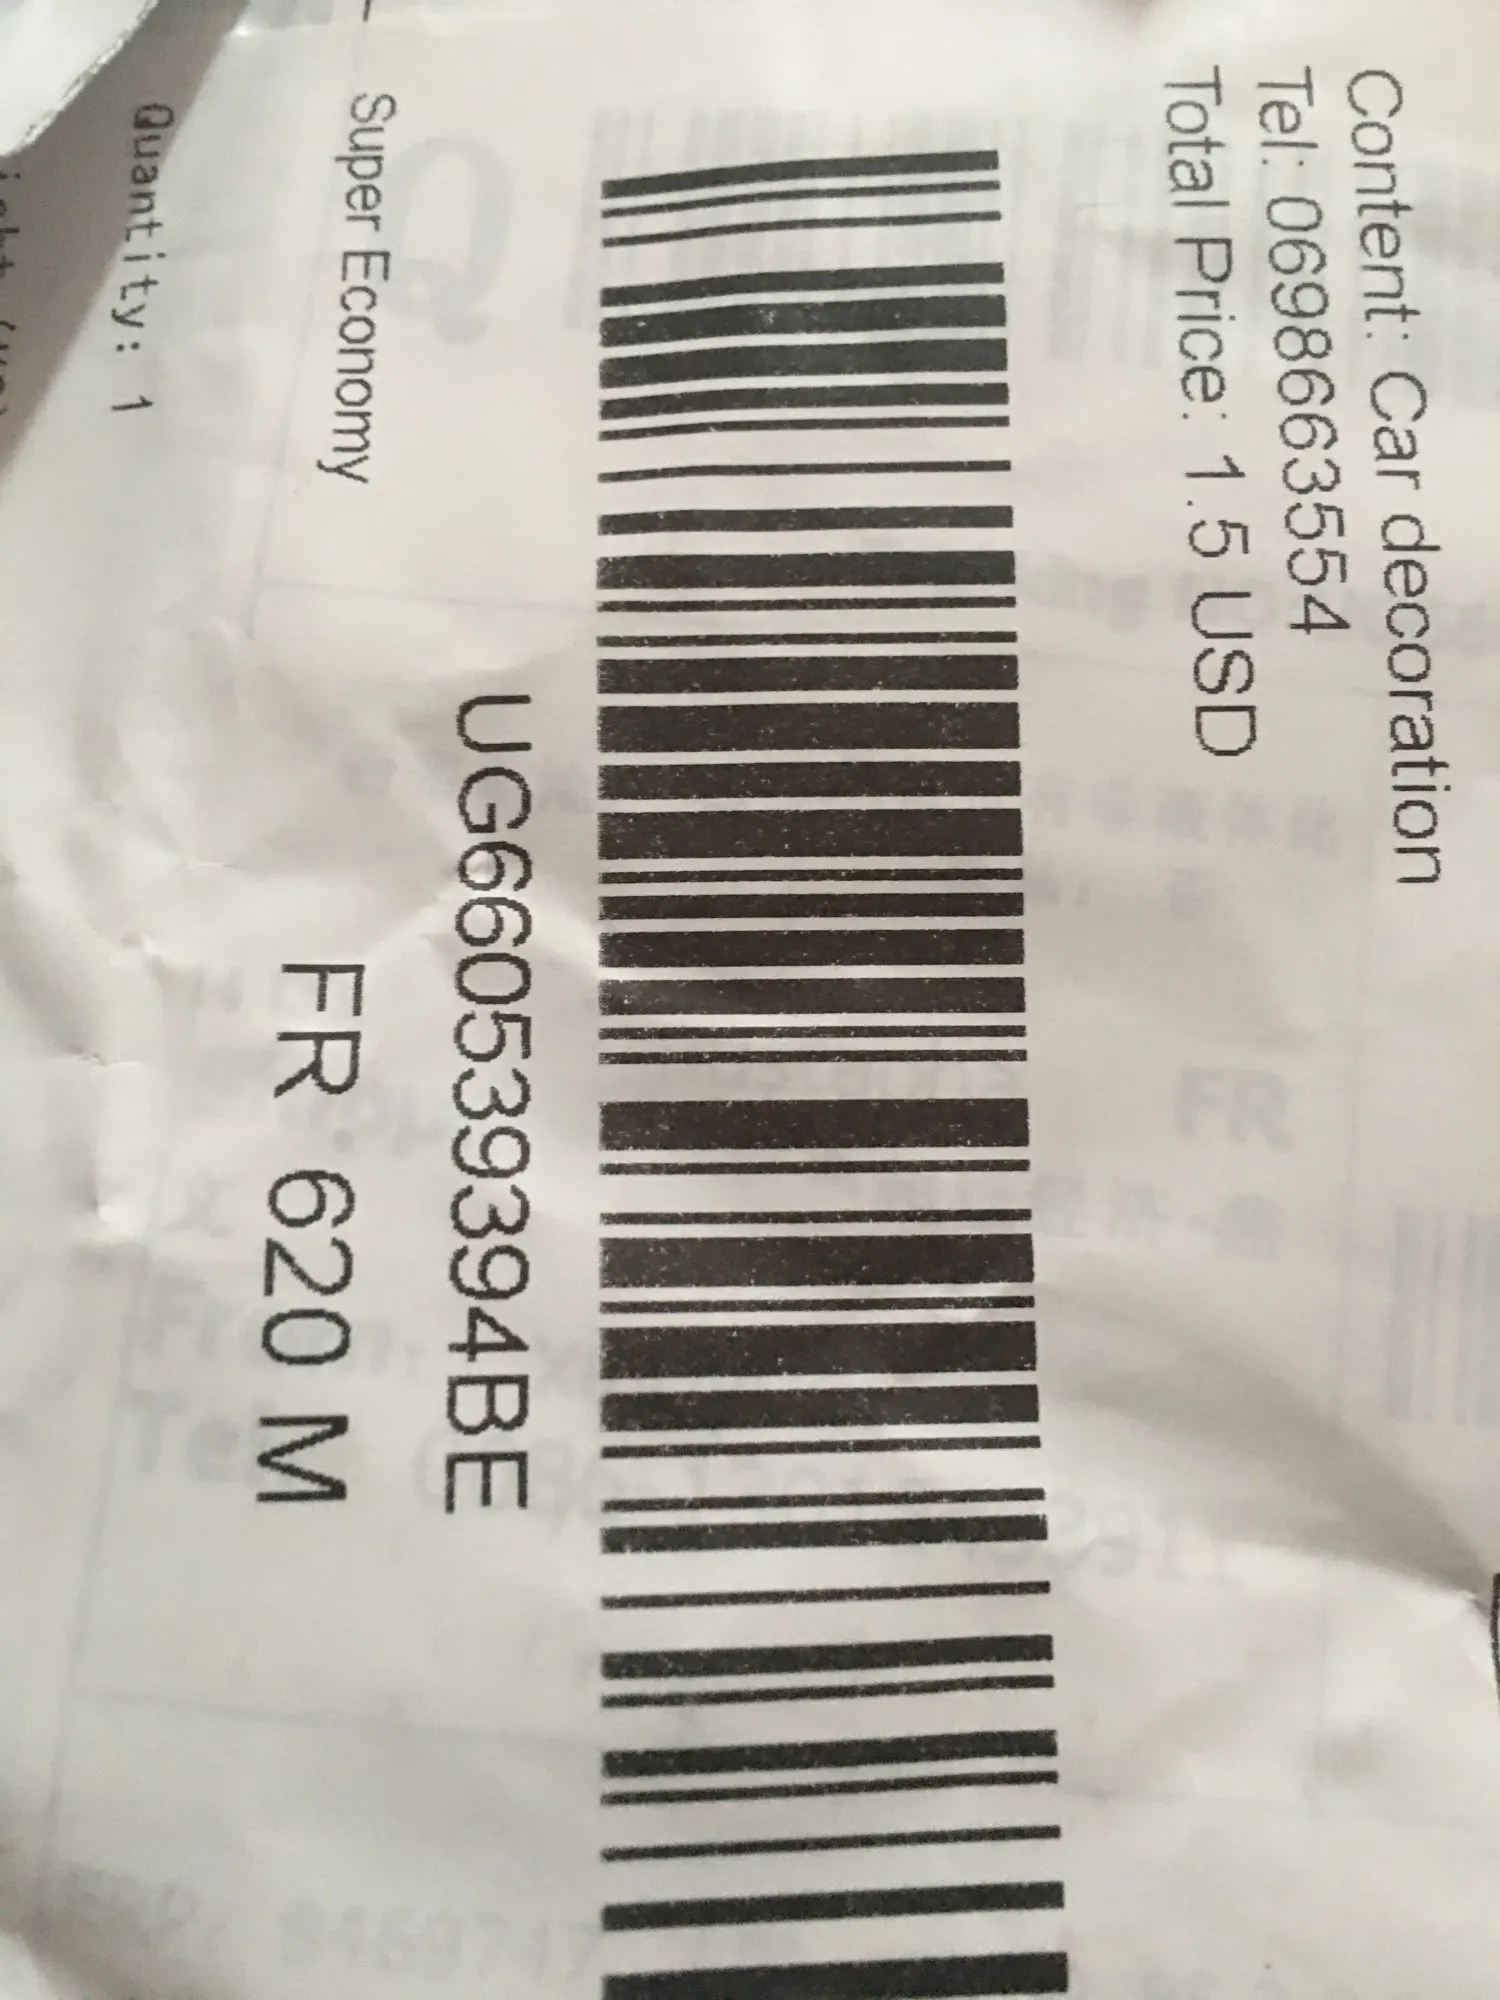 Content: Car decoration
Tel: 0698663554
Total Price: 1.5 USD
UG660539394BE
Super Economy
FR 620 M
Quantity: 1